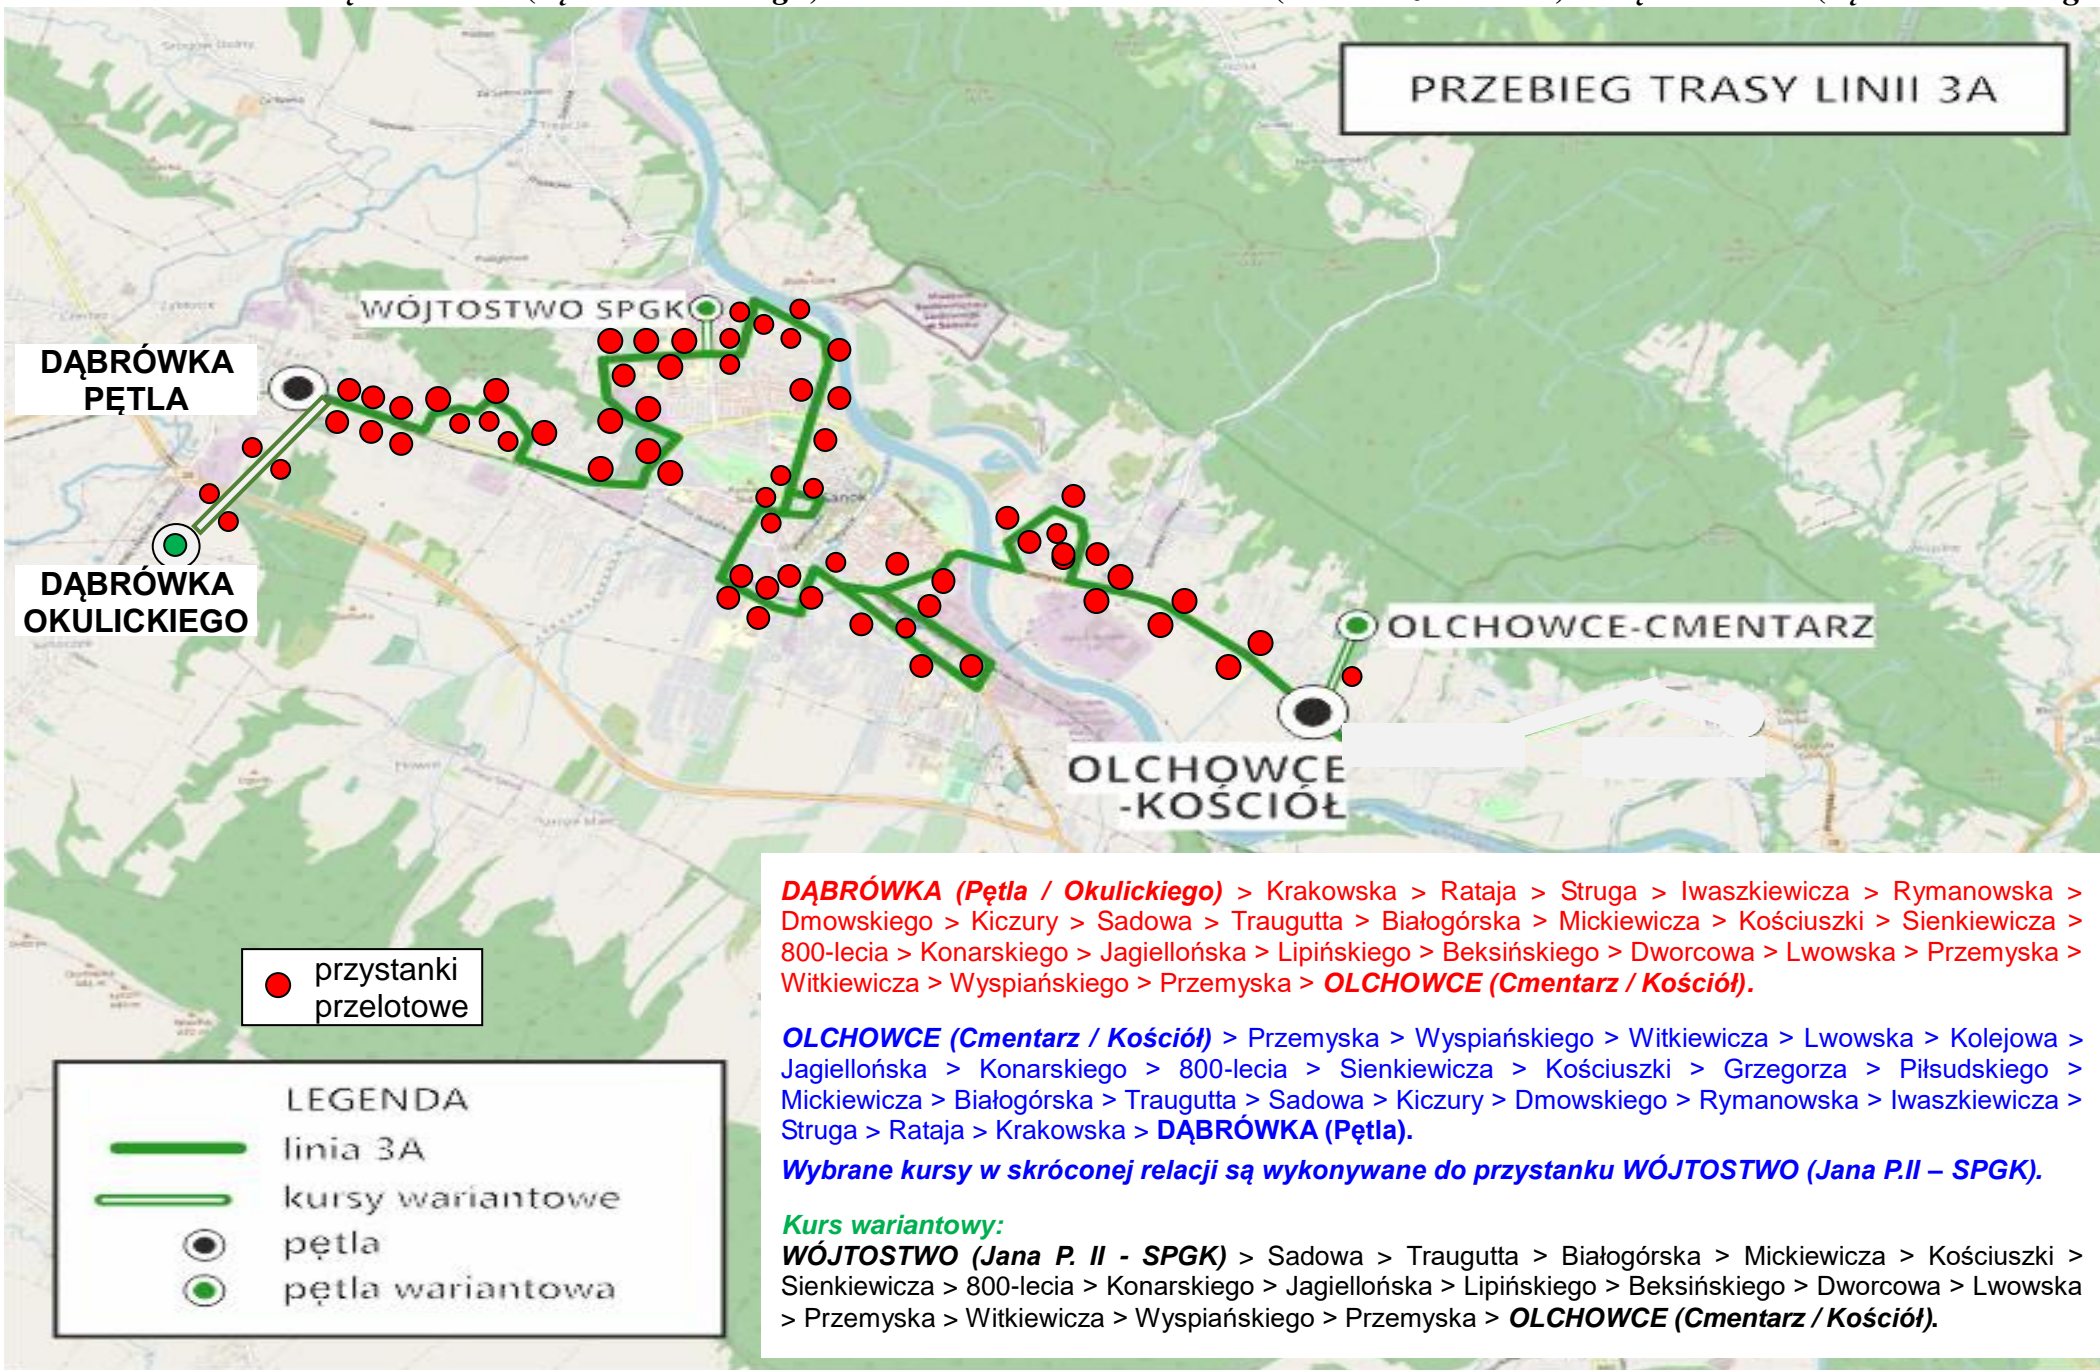 PRZEBIEG TRASY LINII 3A
WÓJTOSTWO SPGK
DĄBRÓWKA
PĘTLA
DĄBRÓWKA
OKULICKIEGO
Sanok
OLCHOWCE-CMENTARZ
OLCHOWCE
-KOŚCIÓŁ
przystanki
przelotowe
LEGENDA
linia 3A
kursy wariantowe
pętla
pętla wariantowa
DĄBRÓWKA (Pętla / Okulickiego) > Krakowska > Rataja > Struga > Iwaszkiewicza > Rymanowska >
Dmowskiego > Kiczury > Sadowa > Traugutta > Białogórska > Mickiewicza > Kościuszki > Sienkiewicza >
800-lecia > Konarskiego > Jagiellońska > Lipińskiego > Beksińskiego > Dworcowa > Lwowska > Przemyska >
Witkiewicza > Wyspiańskiego > Przemyska > OLCHOWCE (Cmentarz / Kościół).
OLCHOWCE (Cmentarz / Kościół) > Przemyska > Wyspiańskiego > Witkiewicza > Lwowska > Kolejowa >
Jagiellońska > Konarskiego > 800-lecia > Sienkiewicza > Kościuszki > Grzegorza > Piłsudskiego >
Mickiewicza > Białogórska > Traugutta > Sadowa > Kiczury > Dmowskiego > Rymanowska > Iwaszkiewicza >
Struga > Rataja > Krakowska > DĄBRÓWKA (Pętla).
Wybrane kursy w skróconej relacji są wykonywane do przystanku WÓJTOSTWO (Jana P.II – SPGK).
Kurs wariantowy:
WÓJTOSTWO (Jana P. II - SPGK) > Sadowa > Traugutta > Białogórska > Mickiewicza > Kościuszki >
Sienkiewicza > 800-lecia > Konarskiego > Jagiellońska > Lipińskiego > Beksińskiego > Dworcowa > Lwowska
> Przemyska > Witkiewicza > Wyspiańskiego > Przemyska > OLCHOWCE (Cmentarz / Kościół).